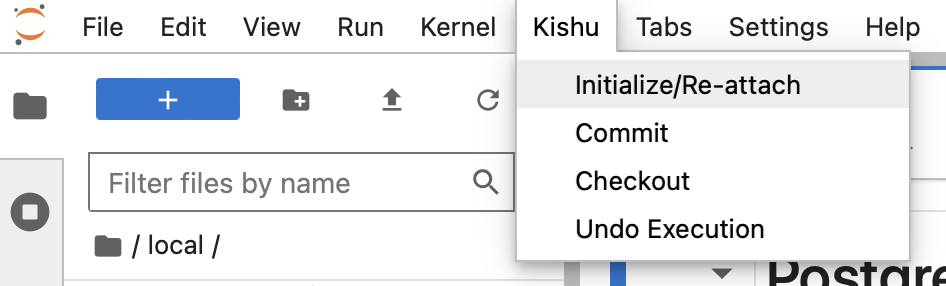 File Edit View Run Kernel Kishu Tabs Settings Help
Initialize/Re-attach
Commit
Checkout
Undo Execution
Filter files by name
/ local /